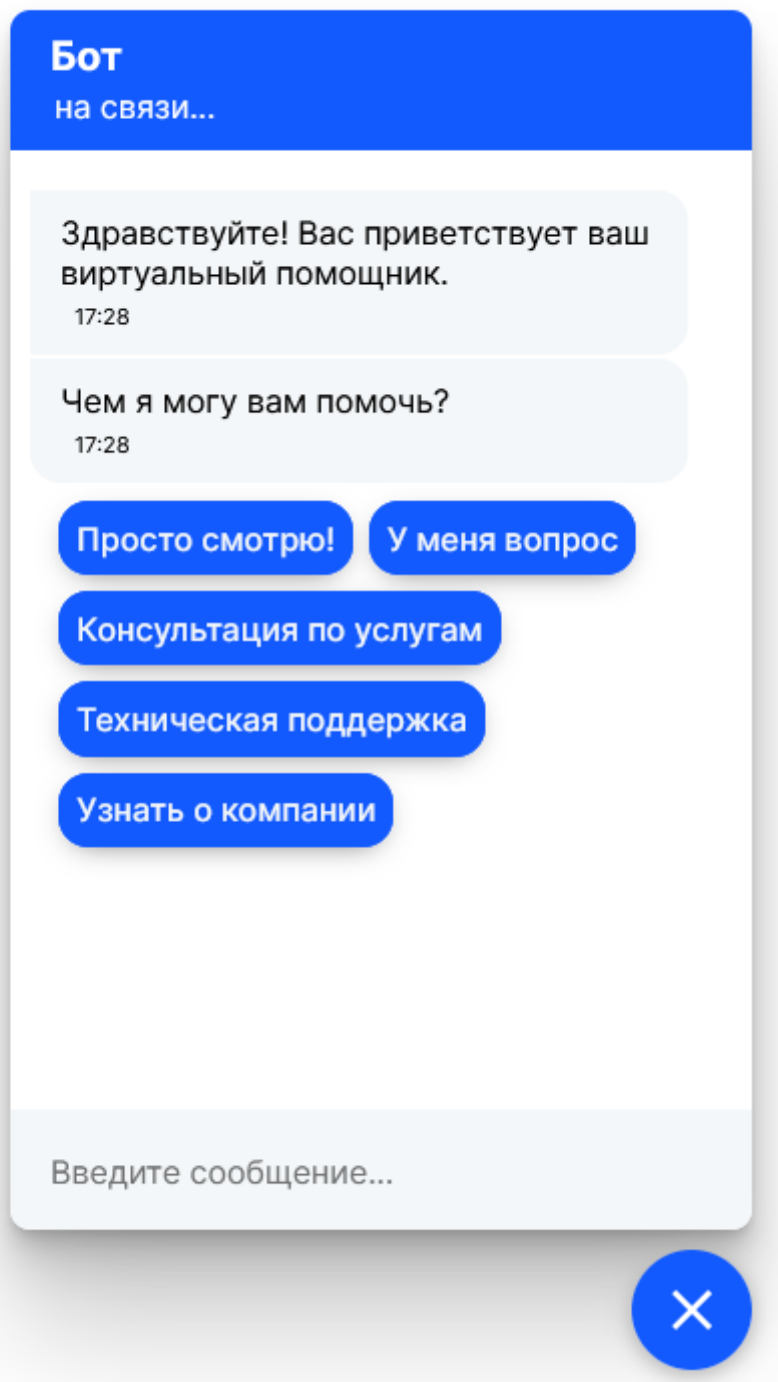 Бот
на связи...
Здравствуйте! Вас приветствует ваш
виртуальный помощник.
17:28
Чем я могу вам помочь?
17:28
Просто смотрю! У меня вопрос
Консультация по услугам
Техническая поддержка
Узнать о компании
Введите сообщение...